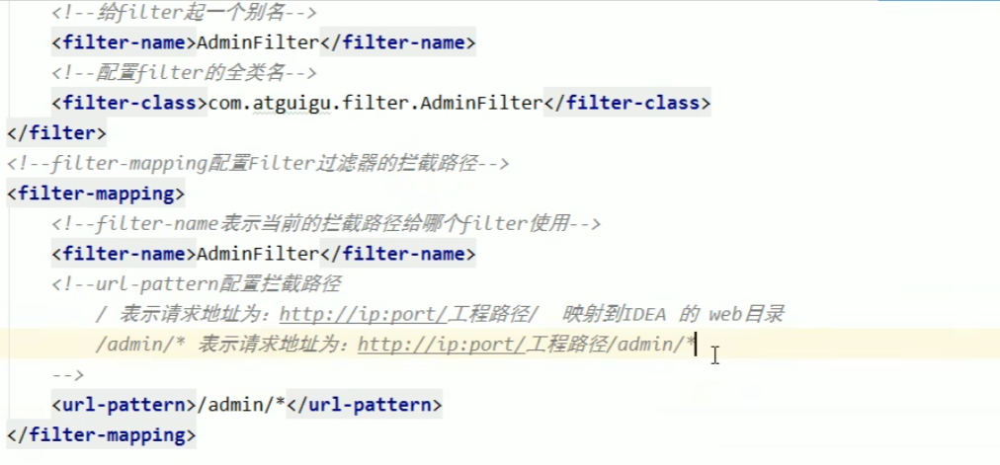 <!--给filter起一个别名-->
<filter-name>AdminFilter</filter-name>
<!--配置filter的全类名-->
<filter-class>com.atguigu.filter.AdminFilter</filter-class>
</filter>
<!--filter-mapping配置Filter过滤器的拦截路径-->
<filter-mapping>
<!--filter-name表示当前的拦截路径给哪个filter使用-->
<filter-name>AdminFilter</filter-name>
<!--url-pattern配置拦截路径
/ 表示请求地址为：http://ip:port/工程路径/ 映射到IDEA 的 web目录
/admin/* 表示请求地址为：http://ip:port/工程路径/admin/*
-->
<url-pattern>/admin/*</url-pattern>
</filter-mapping>